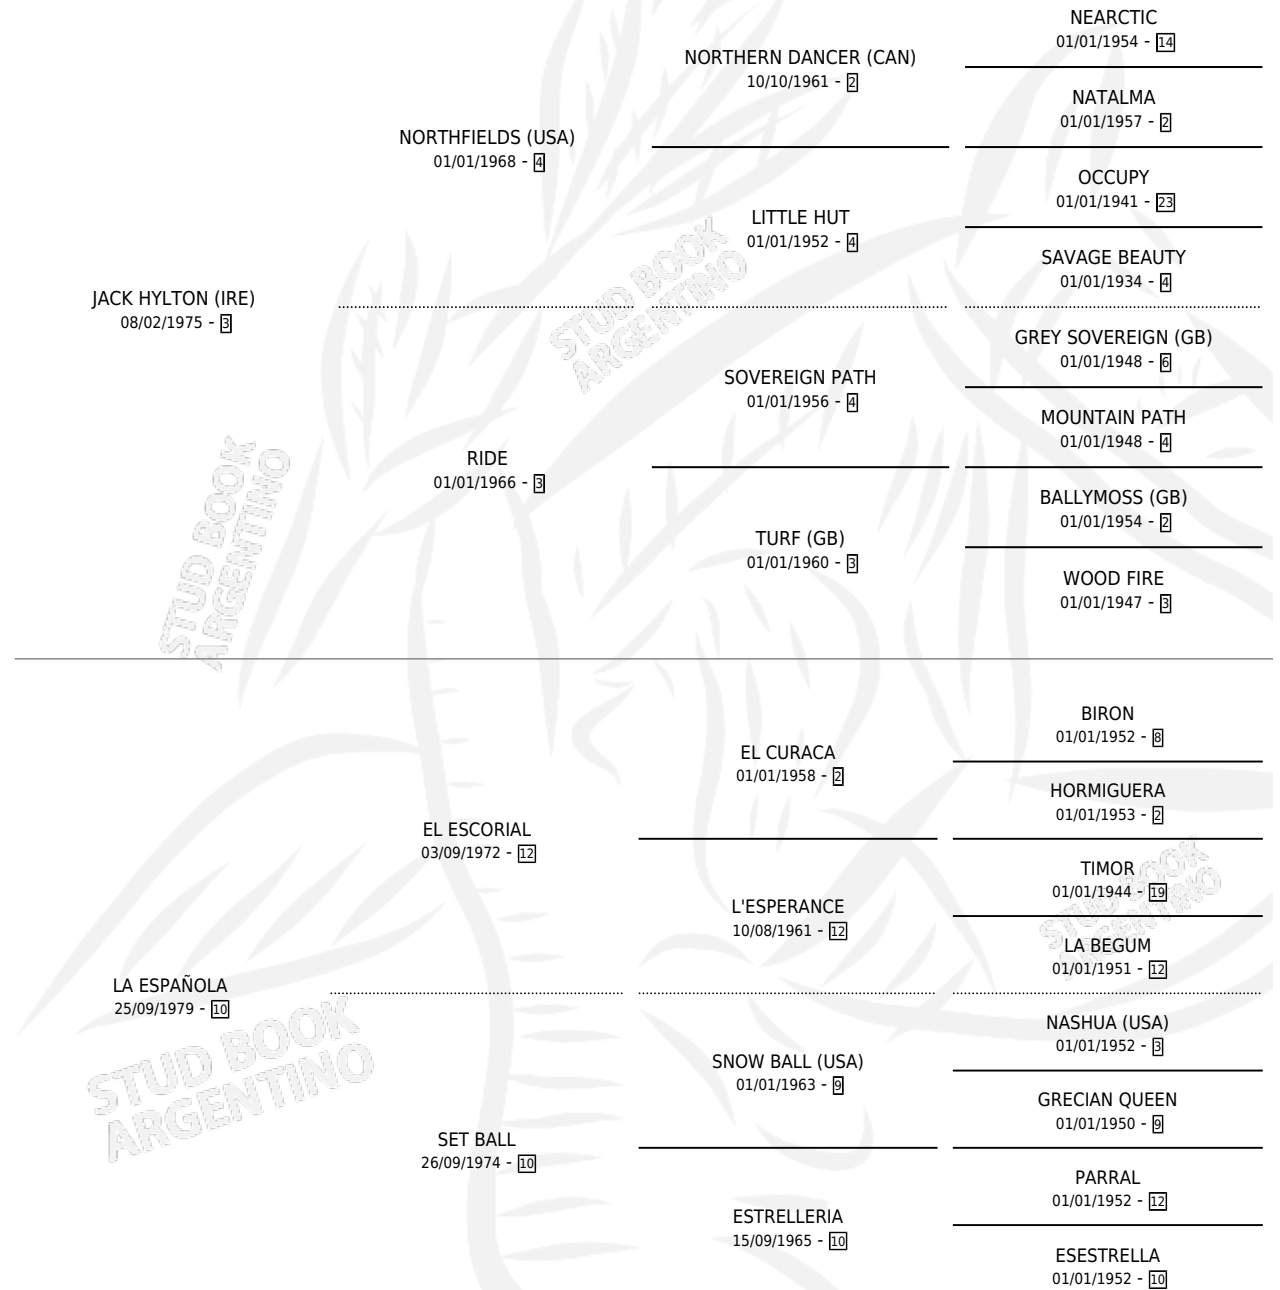 NEARCTIC
01/01/1954 - 14
NORTHERN DANCER (CAN)
10/10/1961 - 2
NATALMA
01/01/1957 - 2
NORTHFIELDS (USA)
01/01/1968 - 4
OCCUPY
01/01/1941 - 23
LITTLE HUT
01/01/1952 - 4
SAVAGE BEAUTY
01/01/1934 - 4
JACK HYLTON (IRE)
08/02/1975 - 3
STUD BOOK
ARGENTINO
GREY SOVEREIGN (GB)
01/01/1948 - 6
SOVEREIGN PATH
01/01/1956 - 4
MOUNTAIN PATH
01/01/1948 - 4
RIDE
01/01/1966 - 3
BALLYMOSS (GB)
01/01/1954 - 2
TURF (GB)
01/01/1960 - 3
WOOD FIRE
01/01/1947 - 3
STUD BOOK
ARGENTINO
BIRON
01/01/1952 - 8
EL CURACA
01/01/1958 - 2
HORMIGUERA
01/01/1953 - 2
EL ESCORIAL
03/09/1972 - 12
TIMOR
01/01/1944 - 19
L'ESPERANCE
10/08/1961 - 12
LA BEGUM
01/01/1951 - 12
STUD BOOK
ARGENTINO
LA ESPAÑOLA
25/09/1979 - 10
NASHUA (USA)
01/01/1952 - 3
SNOW BALL (USA)
01/01/1963 - 9
GRECIAN QUEEN
01/01/1950 - 9
STUD BOOK
ARGENTINO
SET BALL
26/09/1974 - 10
PARRAL
01/01/1952 - 12
ESTRELLERIA
15/09/1965 - 10
ESESTRELLA
01/01/1952 - 10